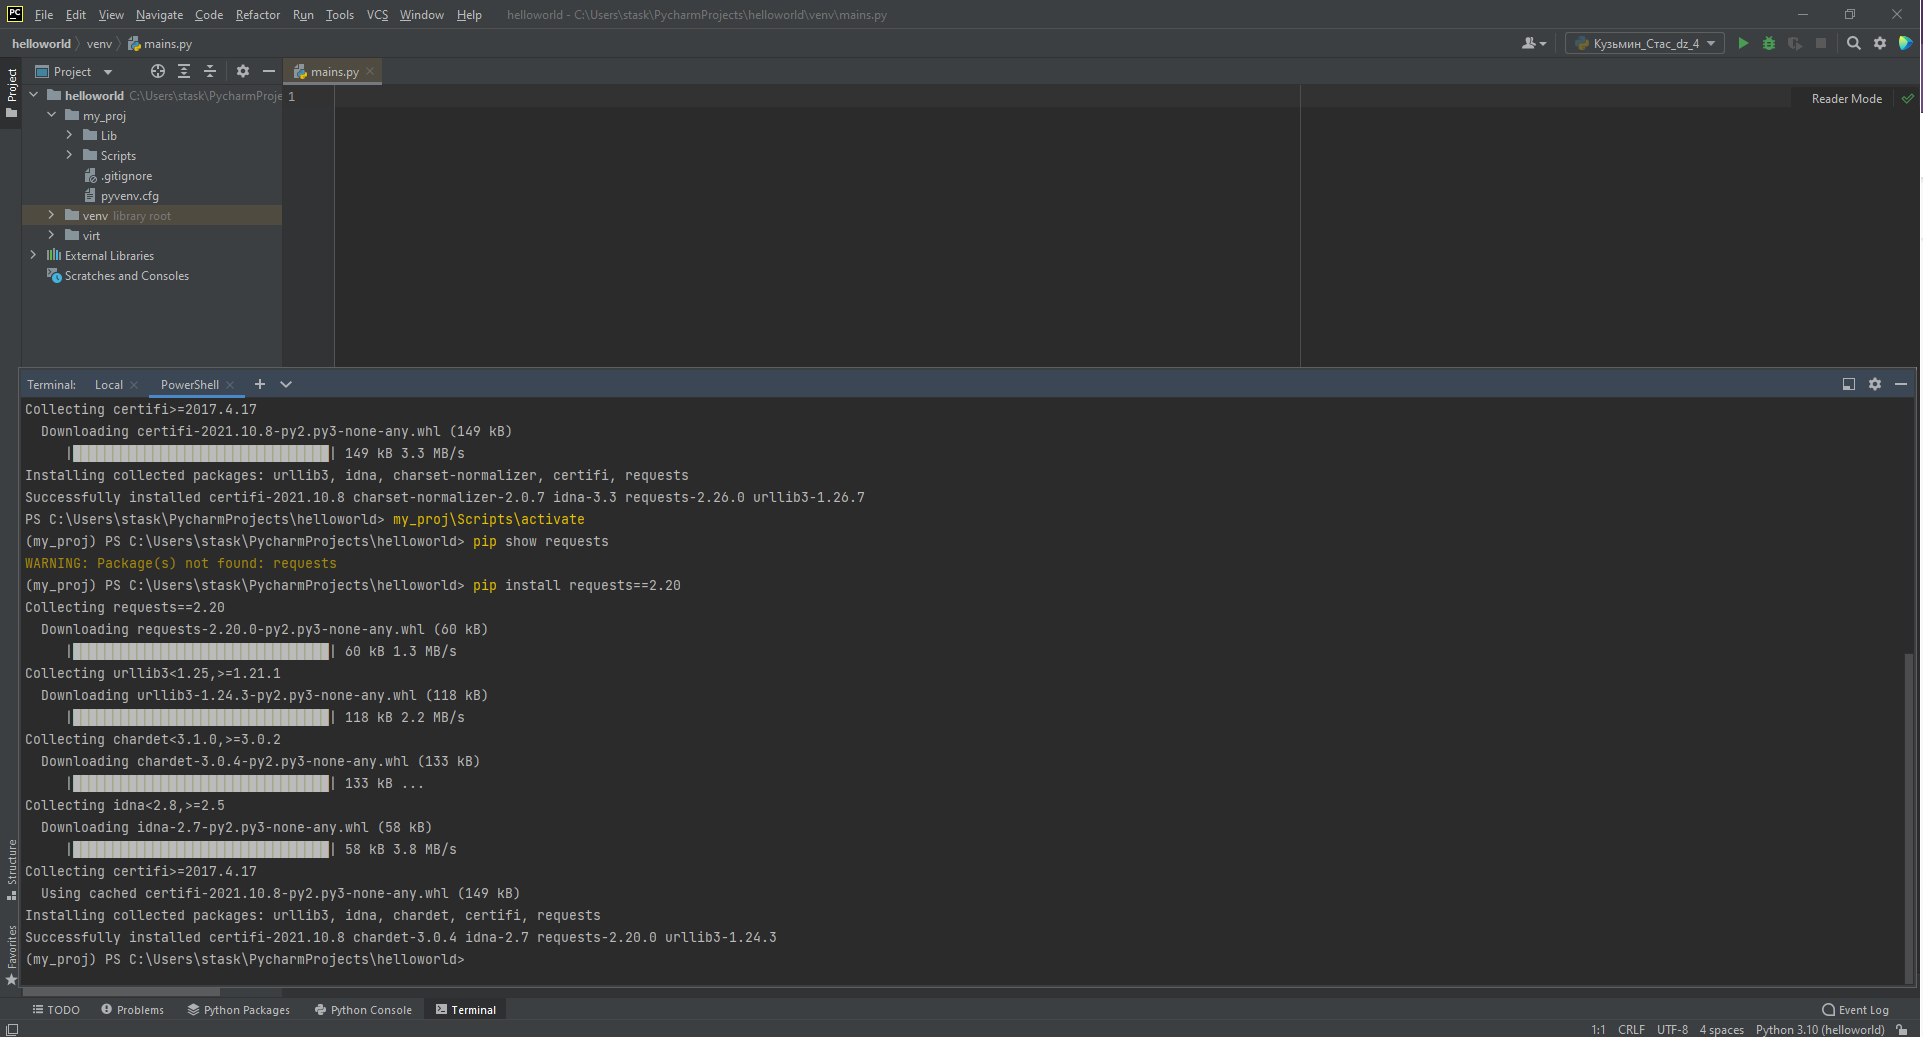 PC File Edit View Navigate Code Refactor Run Tools VCS Window Help helloworld - C:\Users\stask\PycharmProjects\helloworld\venv\mains.py
helloworld venv mains.py Кузьмин_Стас_dz_4
Project Project mains.py
helloworld C:\Users\stask\PycharmProje 1 Reader Mode
my_proj
Lib
Scripts
.gitignore
pyvenv.cfg
venv library root
virt
External Libraries
Scratches and Consoles
Terminal: Local PowerShell
Collecting certifi>=2017.4.17
Downloading certifi-2021.10.8-py2.py3-none-any.whl (149 kB)
|████████████████████████████████| 149 kB 3.3 MB/s
Installing collected packages: urllib3, idna, charset-normalizer, certifi, requests
Successfully installed certifi-2021.10.8 charset-normalizer-2.0.7 idna-3.3 requests-2.26.0 urllib3-1.26.7
PS C:\Users\stask\PycharmProjects\helloworld> my_proj\Scripts\activate
(my_proj) PS C:\Users\stask\PycharmProjects\helloworld> pip show requests
WARNING: Package(s) not found: requests
(my_proj) PS C:\Users\stask\PycharmProjects\helloworld> pip install requests==2.20
Collecting requests==2.20
Downloading requests-2.20.0-py2.py3-none-any.whl (60 kB)
|████████████████████████████████| 60 kB 1.3 MB/s
Collecting urllib3<1.25,>=1.21.1
Downloading urllib3-1.24.3-py2.py3-none-any.whl (118 kB)
|████████████████████████████████| 118 kB 2.2 MB/s
Collecting chardet<3.1.0,>=3.0.2
Downloading chardet-3.0.4-py2.py3-none-any.whl (133 kB)
|████████████████████████████████| 133 kB ...
Collecting idna<2.8,>=2.5
Downloading idna-2.7-py2.py3-none-any.whl (58 kB)
|████████████████████████████████| 58 kB 3.8 MB/s
Collecting certifi>=2017.4.17
Using cached certifi-2021.10.8-py2.py3-none-any.whl (149 kB)
Installing collected packages: urllib3, idna, chardet, certifi, requests
Successfully installed certifi-2021.10.8 chardet-3.0.4 idna-2.7 requests-2.20.0 urllib3-1.24.3
(my_proj) PS C:\Users\stask\PycharmProjects\helloworld>
Structure
Favorites
TODO Problems Python Packages Python Console Terminal Event Log
1:1 CRLF UTF-8 4 spaces Python 3.10 (helloworld)